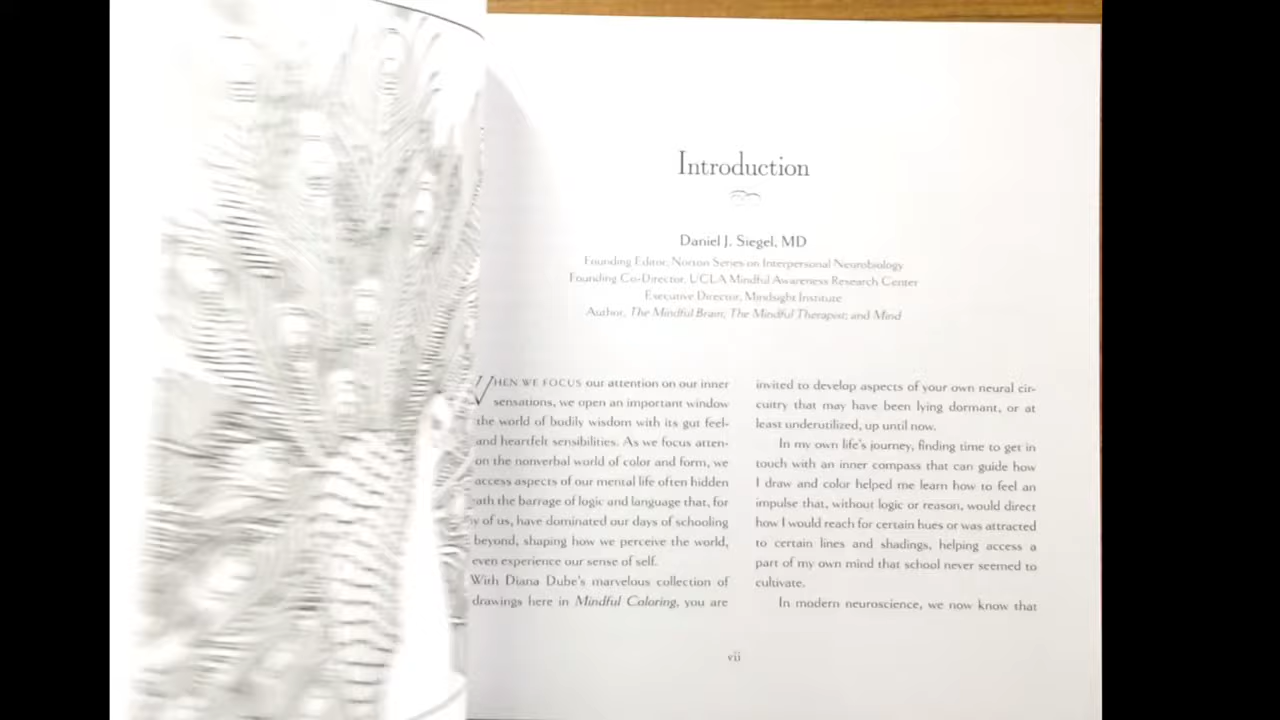 Introduction
Daniel J. Siegel, MD
Founding Editor, Norton Series on Interpersonal Neurobiology
Founding Co-Director, UCLA Mindful Awareness Research Center
Executive Director, Mindsight Institute
Author, The Mindful Brain, The Mindful Therapist; and Mind
WHEN WE FOCUS our attention on our inner
sensations, we open an important window
the world of bodily wisdom with its gut feel-
and heartfelt sensibilities. As we focus atten-
on the nonverbal world of color and form, we
access aspects of our mental life often hidden
ath the barrage of logic and language that, for
y of us, have dominated our days of schooling
beyond, shaping how we perceive the world,
even experience our sense of self.
With Diana Dube's marvelous collection of
drawings here in Mindful Coloring, you are
invited to develop aspects of your own neural cir-
cuitry that may have been lying dormant, or at
least underutilized, up until now.
In my own life's journey, finding time to get in
touch with an inner compass that can guide how
I draw and color helped me learn how to feel an
impulse that, without logic or reason, would direct
how I would reach for certain hues or was attracted
to certain lines and shadings, helping access a
part of my own mind that school never seemed to
cultivate.
In modern neuroscience, we now know that
vii